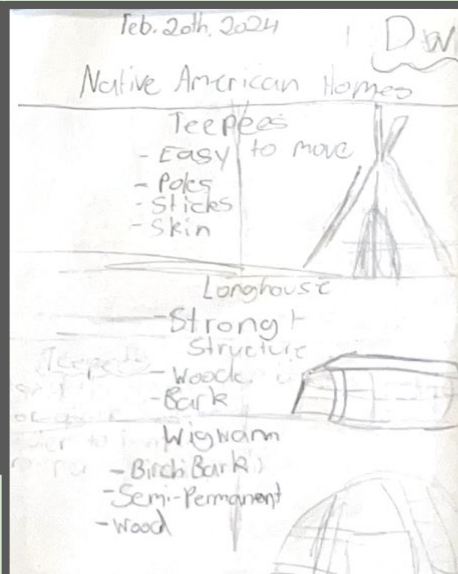 Feb. 20th, 2024
Native American Homes
Teepees
- Easy to move
- Poles
- Sticks
- Skin
Longhouse
- Strong
Structure
- Wood
- Bark
Wigwam
- Birch Bark
- Semi-Permanent
- Wood